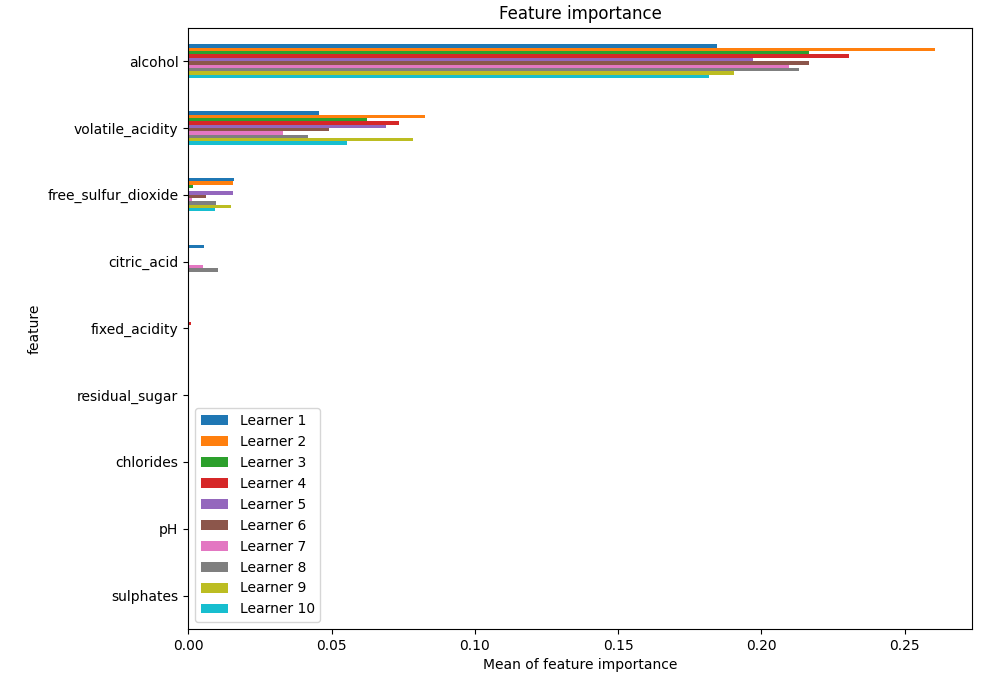 Feature importance
alcohol
volatile_acidity
free_sulfur_dioxide
citric_acid
fixed_acidity
residual_sugar
chlorides
pH
sulphates
feature
Learner 1
Learner 2
Learner 3
Learner 4
Learner 5
Learner 6
Learner 7
Learner 8
Learner 9
Learner 10
0.00 0.05 0.10 0.15 0.20 0.25
Mean of feature importance